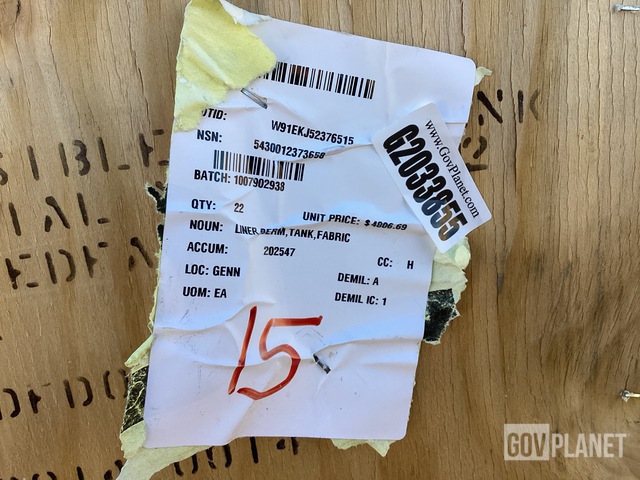 UTID: W91EKJ52376515
NSN: 5430012373659
BATCH: 1007902938
QTY: 22 UNIT PRICE: $4806.69
NOUN: LINER,BERM,TANK,FABRIC
ACCUM: 202547
CC: H
LOC: GENN
DEMIL: A
UOM: EA
DEMIL IC: 1
15
www.GovPlanet.com
G2033855
GOVPLANET